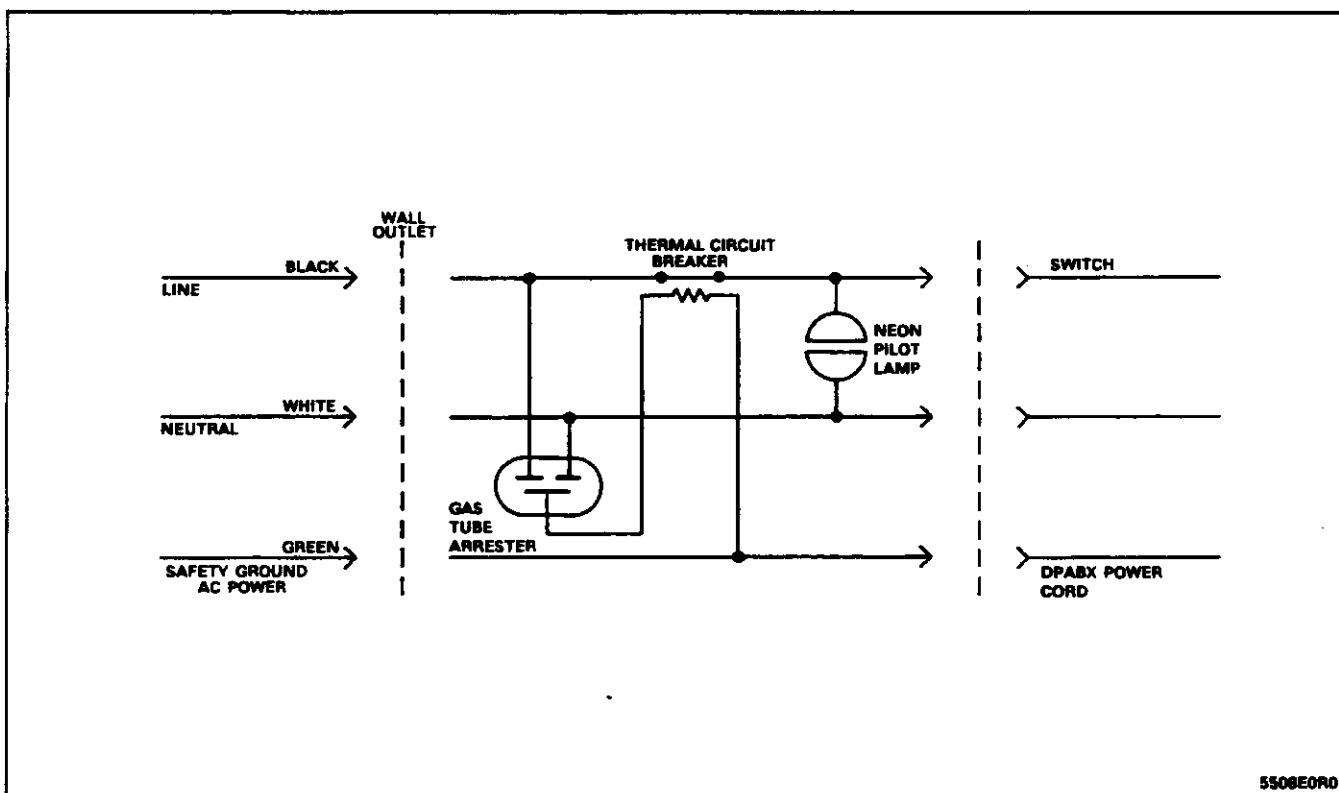 WALL
OUTLET
THERMAL CIRCUIT
BREAKER
BLACK
LINE
SWITCH
NEON
PILOT
LAMP
WHITE
NEUTRAL
GAS
TUBE
ARRESTER
GREEN
SAFETY GROUND
AC POWER
DPABX POWER
CORD
5508E0R0